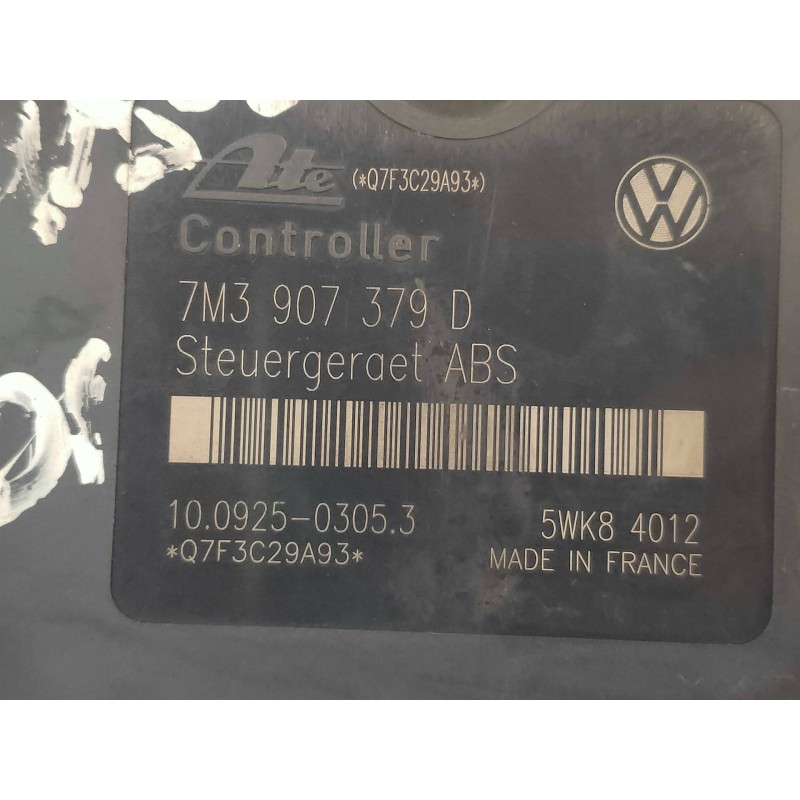 Ate (*Q7F3C29A93*)
Controller
7M3 907 379 D
Steuergeraet ABS
10.0925-0305.3 5WK8 4012
*Q7F3C29A93* MADE IN FRANCE